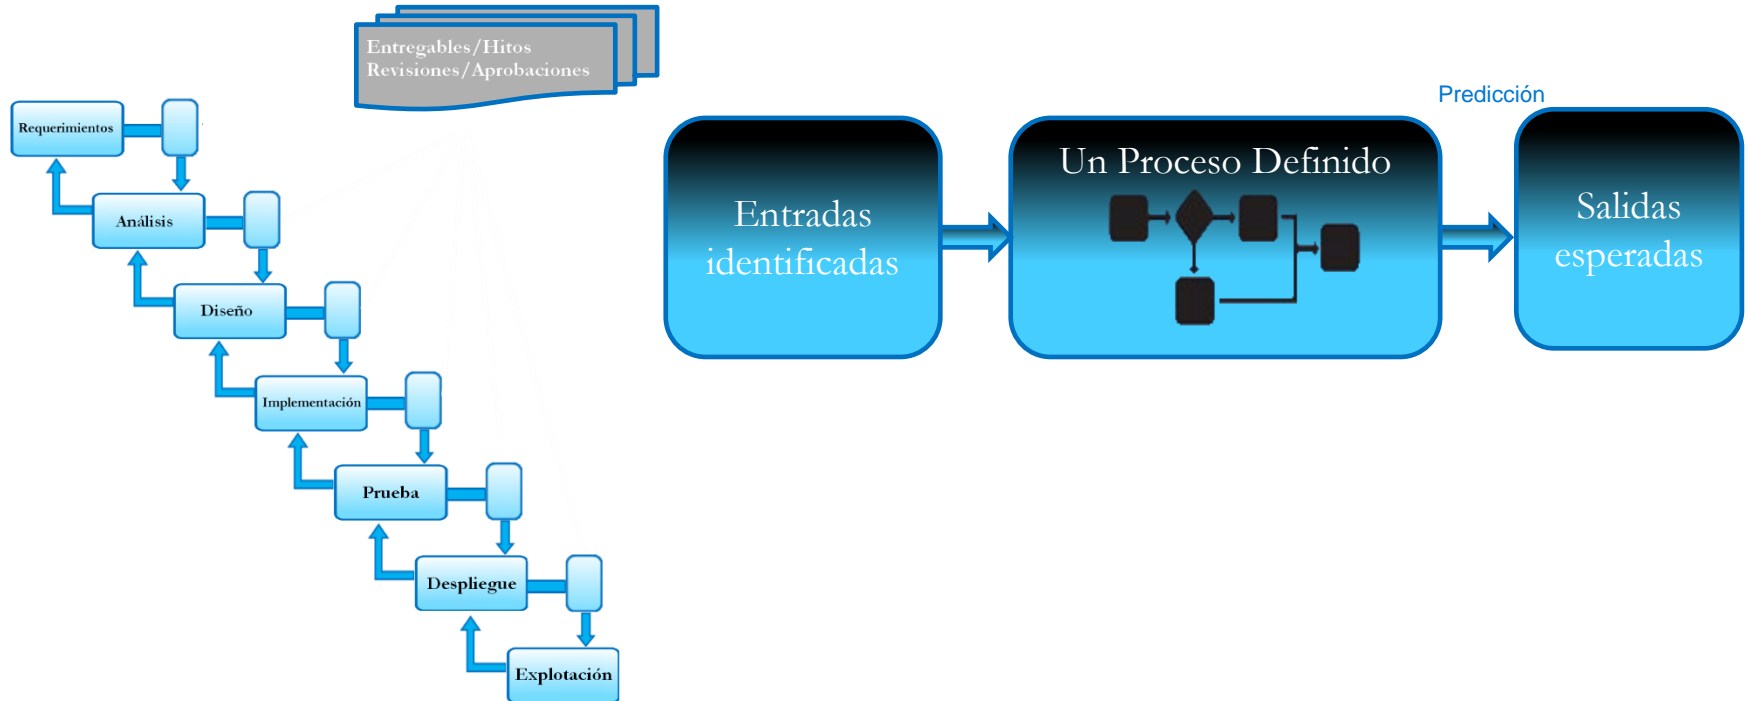 Entregables/Hitos
Revisiones/Aprobaciones
Requerimientos
Análisis
Diseño
Implementación
Prueba
Despliegue
Explotación
Entradas
identificadas
Un Proceso Definido
Predicción
Salidas
esperadas